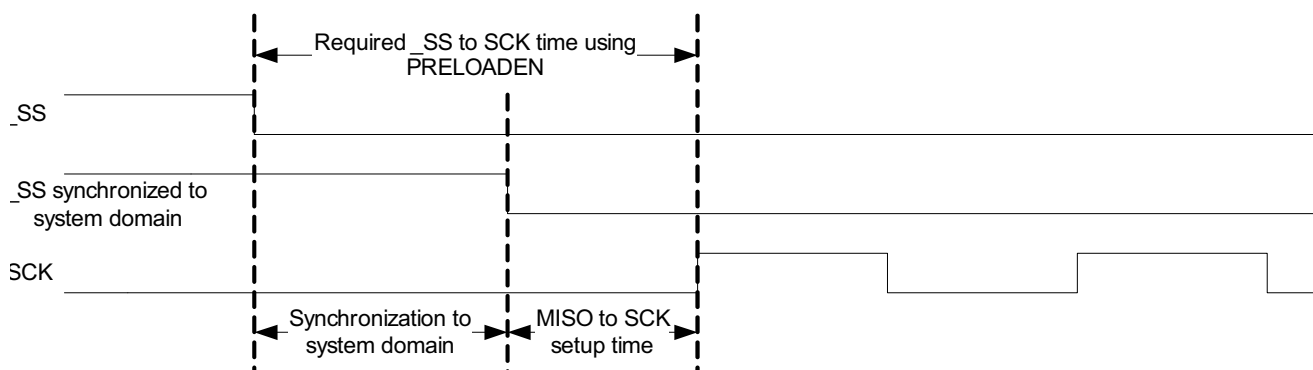 Required _SS to SCK time using
PRELOADEN
_SS
_SS synchronized to
system domain
SCK
Synchronization to
system domain
MISO to SCK
setup time